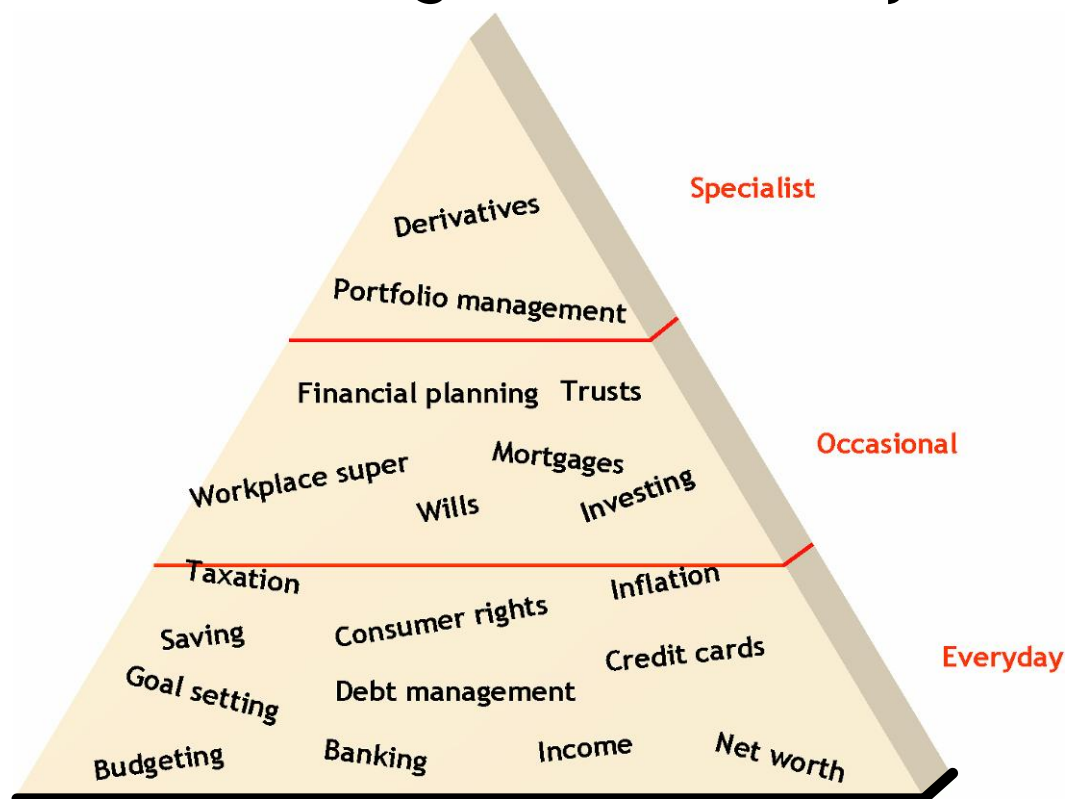 Specialist
Derivatives
Portfolio management
Financial planning Trusts
Occasional
Mortgages
Workplace super
Wills
Investing
Taxation
Inflation
Consumer rights
Saving
Credit cards
Everyday
Goal setting
Debt management
Budgeting
Banking
Income
Net worth